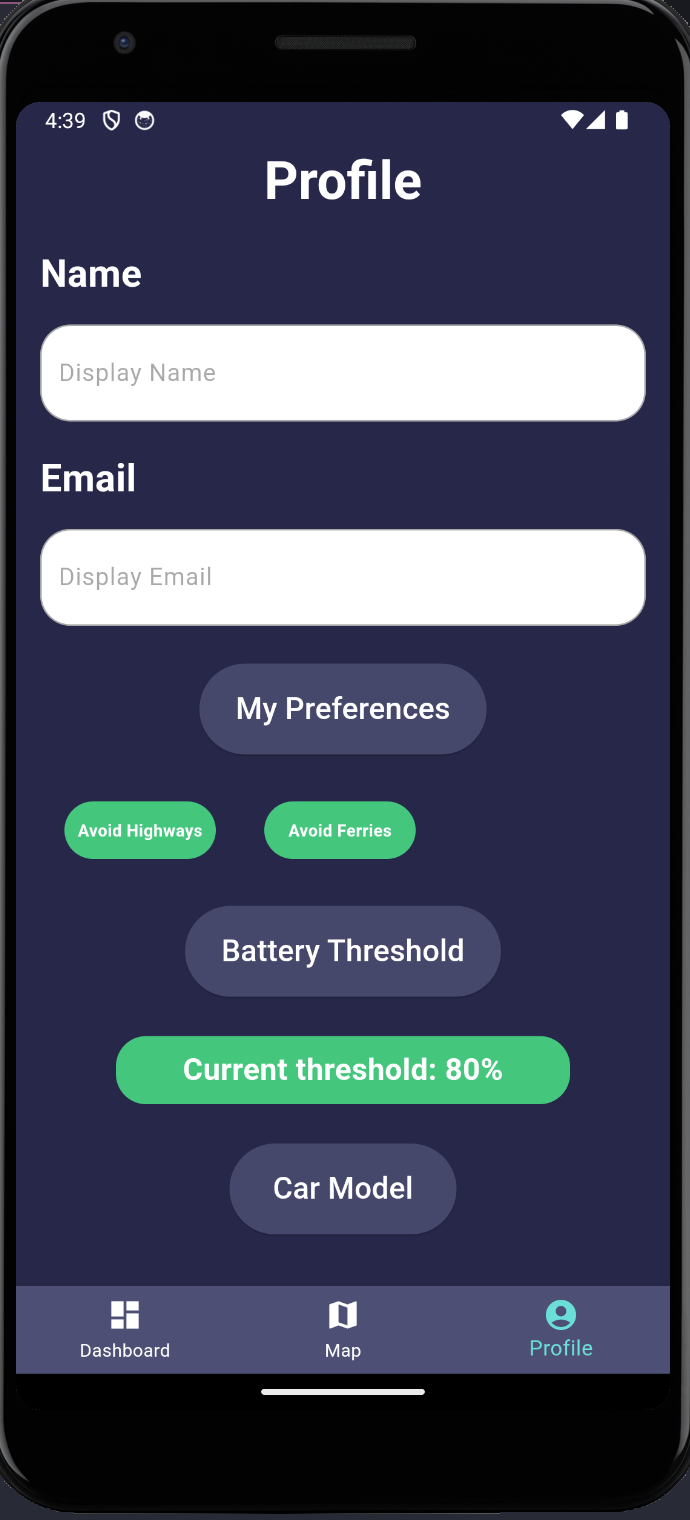 4:39
Profile
Name
Display Name
Email
Display Email
My Preferences
Avoid Highways Avoid Ferries
Battery Threshold
Current threshold: 80%
Car Model
Dashboard Map Profile